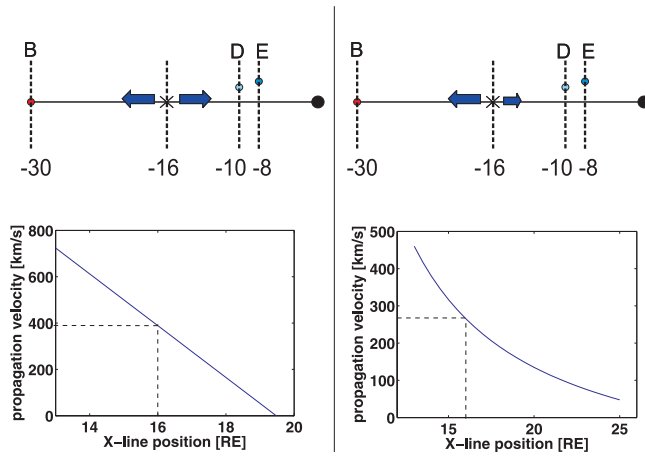 B D E
-30 -16 -10 -8
800
600
400
200
0
14 16 18 20
propagation velocity [km/s]
X-line position [RE]
B D E
-30 -16 -10 -8
500
400
300
200
100
0
15 20 25
propagation velocity [km/s]
X-line position [RE]